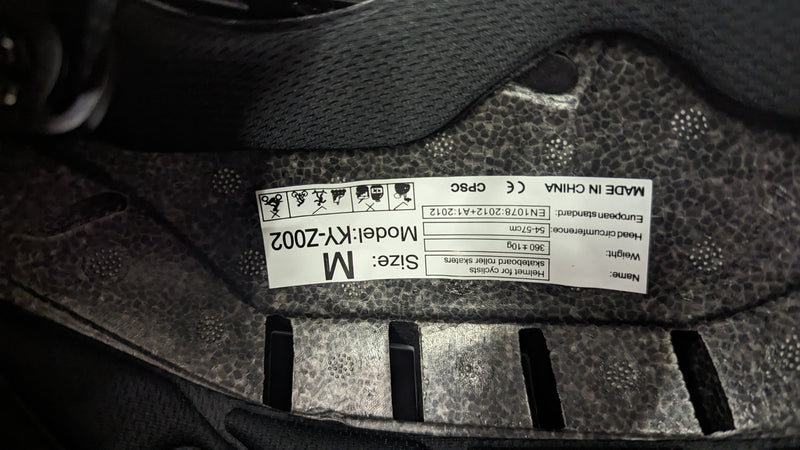 Name: Helmet for cyclists
skateboard roller skaters
Weight: 360±10g
Head circumference: 54-57cm
European standard: EN1078:2012+A1:2012
MADE IN CHINA CE CPSC
Size: M
Model:KY-Z002